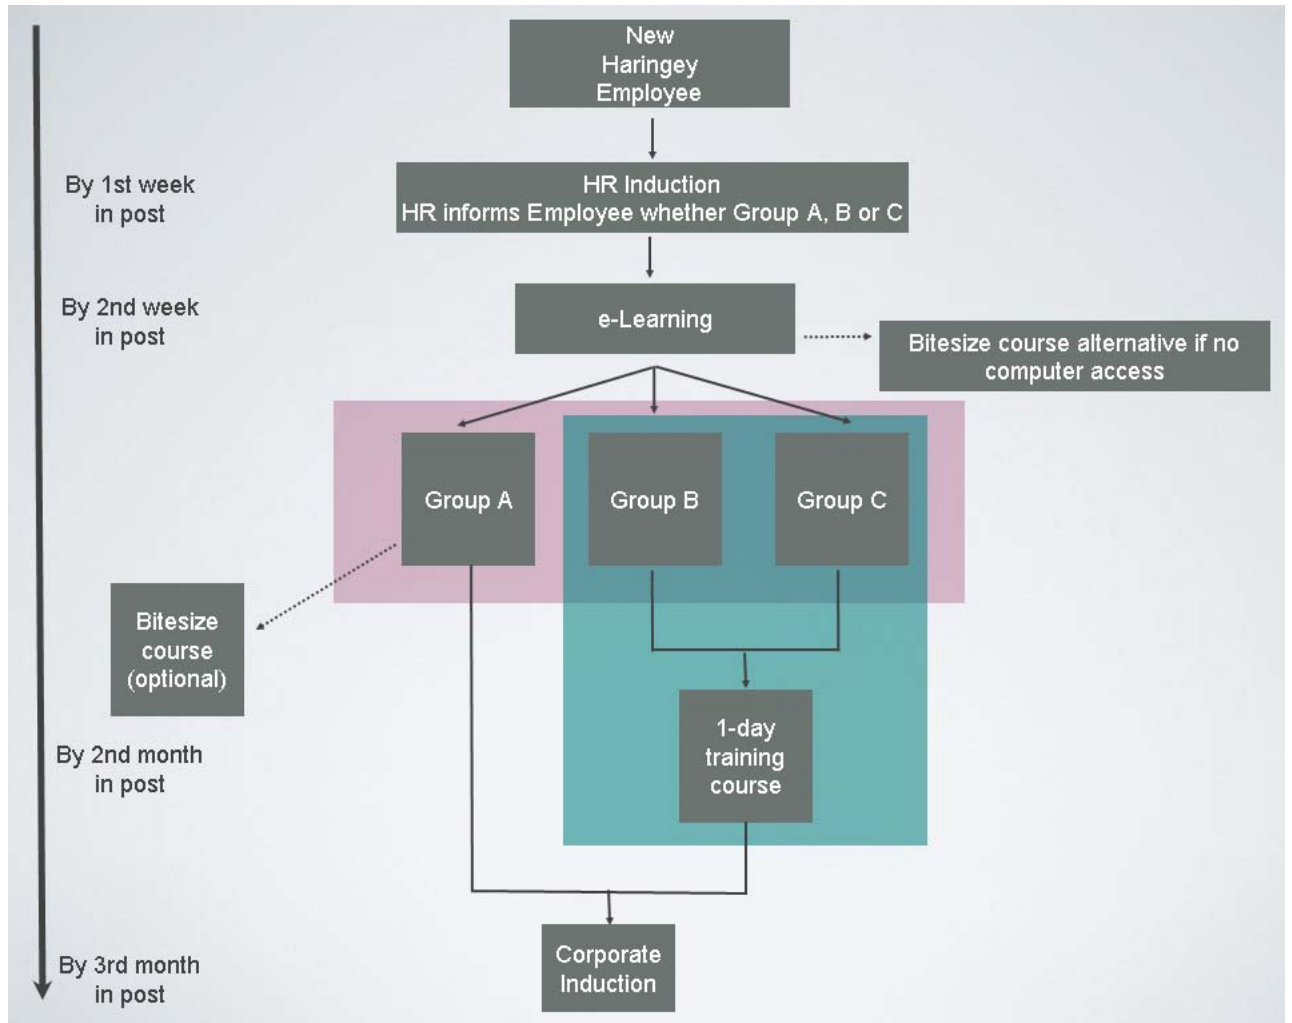 New
Haringey
Employee
By 1st week
in post
HR Induction
HR informs Employee whether Group A, B or C
By 2nd week
in post
e-Learning
Bitesize course alternative if no
computer access
Group A
Group B
Group C
Bitesize
course
(optional)
1-day
training
course
By 2nd month
in post
Corporate
Induction
By 3rd month
in post